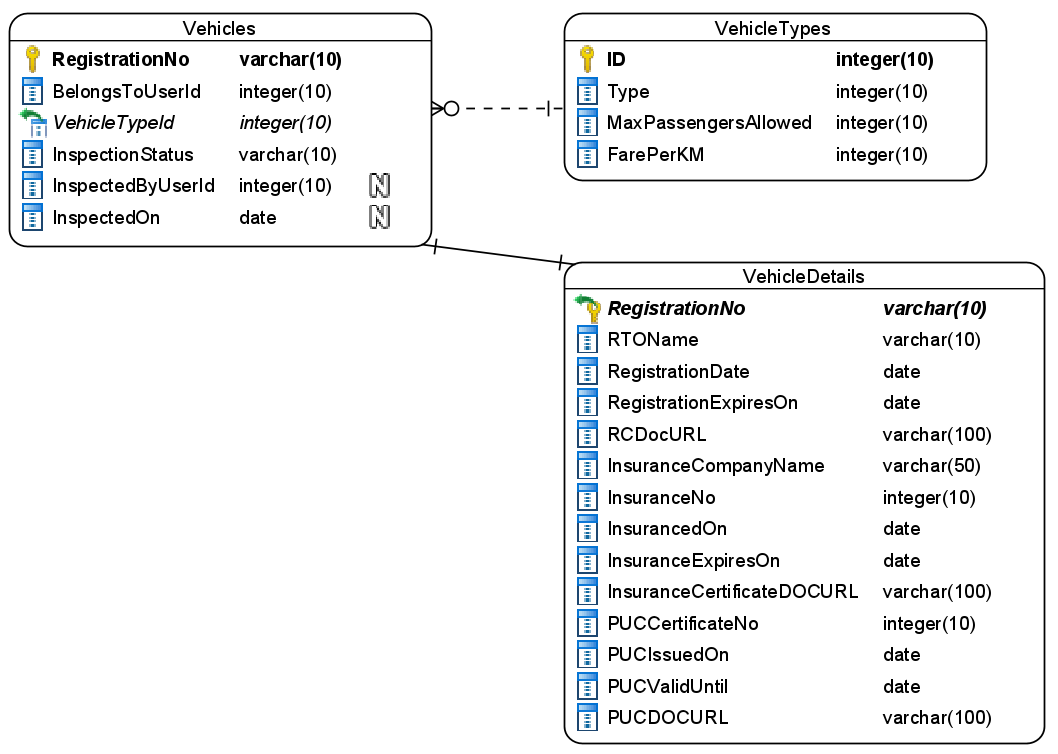 Vehicles
RegistrationNo varchar(10)
BelongsToUserId integer(10)
VehicleTypeId integer(10)
InspectionStatus varchar(10)
InspectedByUserId integer(10) N
InspectedOn date N
VehicleTypes
ID integer(10)
Type integer(10)
MaxPassengersAllowed integer(10)
FarePerKM integer(10)
VehicleDetails
RegistrationNo varchar(10)
RTOName varchar(10)
RegistrationDate date
RegistrationExpiresOn date
RCDocURL varchar(100)
InsuranceCompanyName varchar(50)
InsuranceNo integer(10)
InsurancedOn date
InsuranceExpiresOn date
InsuranceCertificateDOCURL varchar(100)
PUCCertificateNo integer(10)
PUCIssuedOn date
PUCValidUntil date
PUCDOCURL varchar(100)